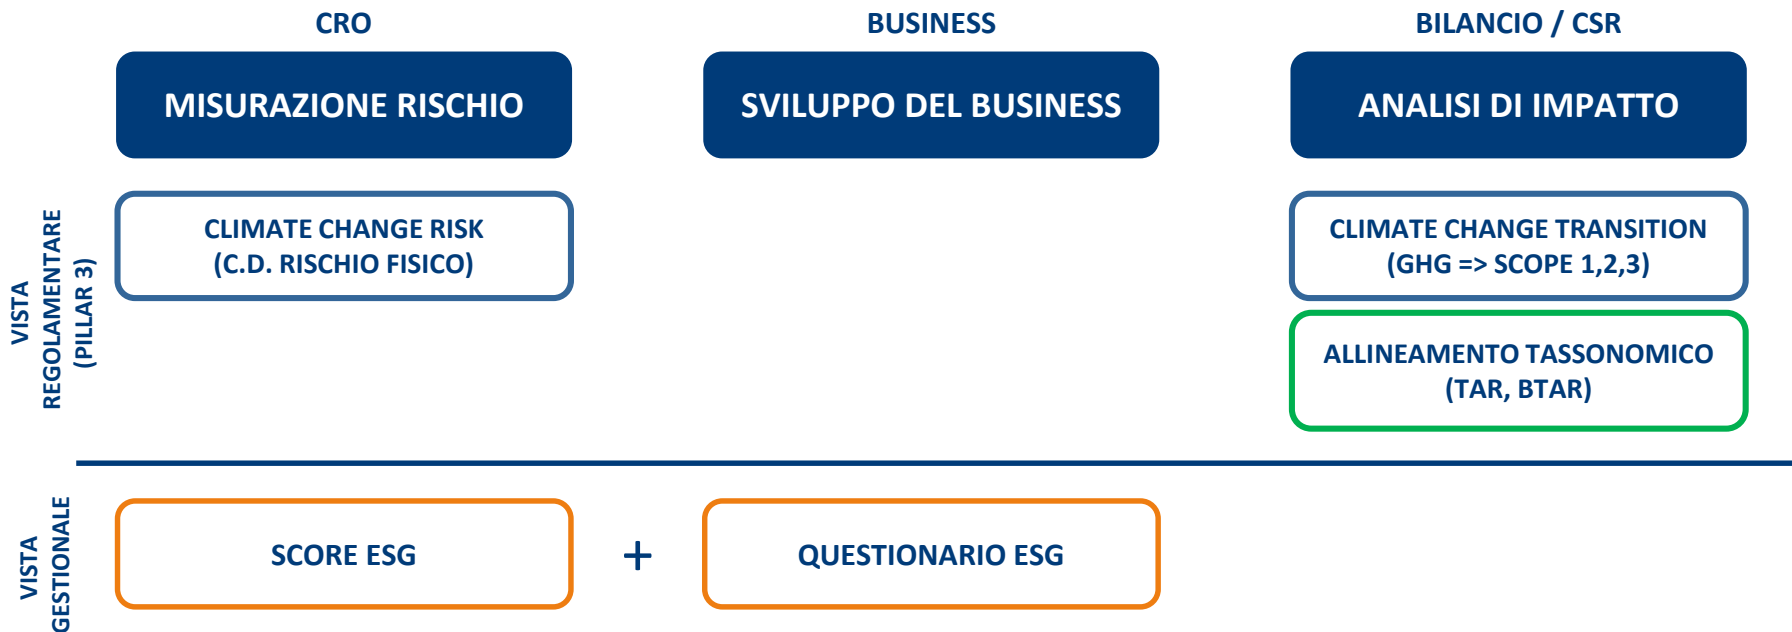 CRO
BUSINESS
BILANCIO / CSR
MISURAZIONE RISCHIO
SVILUPPO DEL BUSINESS
ANALISI DI IMPATTO
VISTA
REGOLAMENTARE
(PILLAR 3)
CLIMATE CHANGE RISK
(C.D. RISCHIO FISICO)
CLIMATE CHANGE TRANSITION
(GHG => SCOPE 1,2,3)
ALLINEAMENTO TASSONOMICO
(TAR, BTAR)
VISTA
GESTIONALE
SCORE ESG
+
QUESTIONARIO ESG